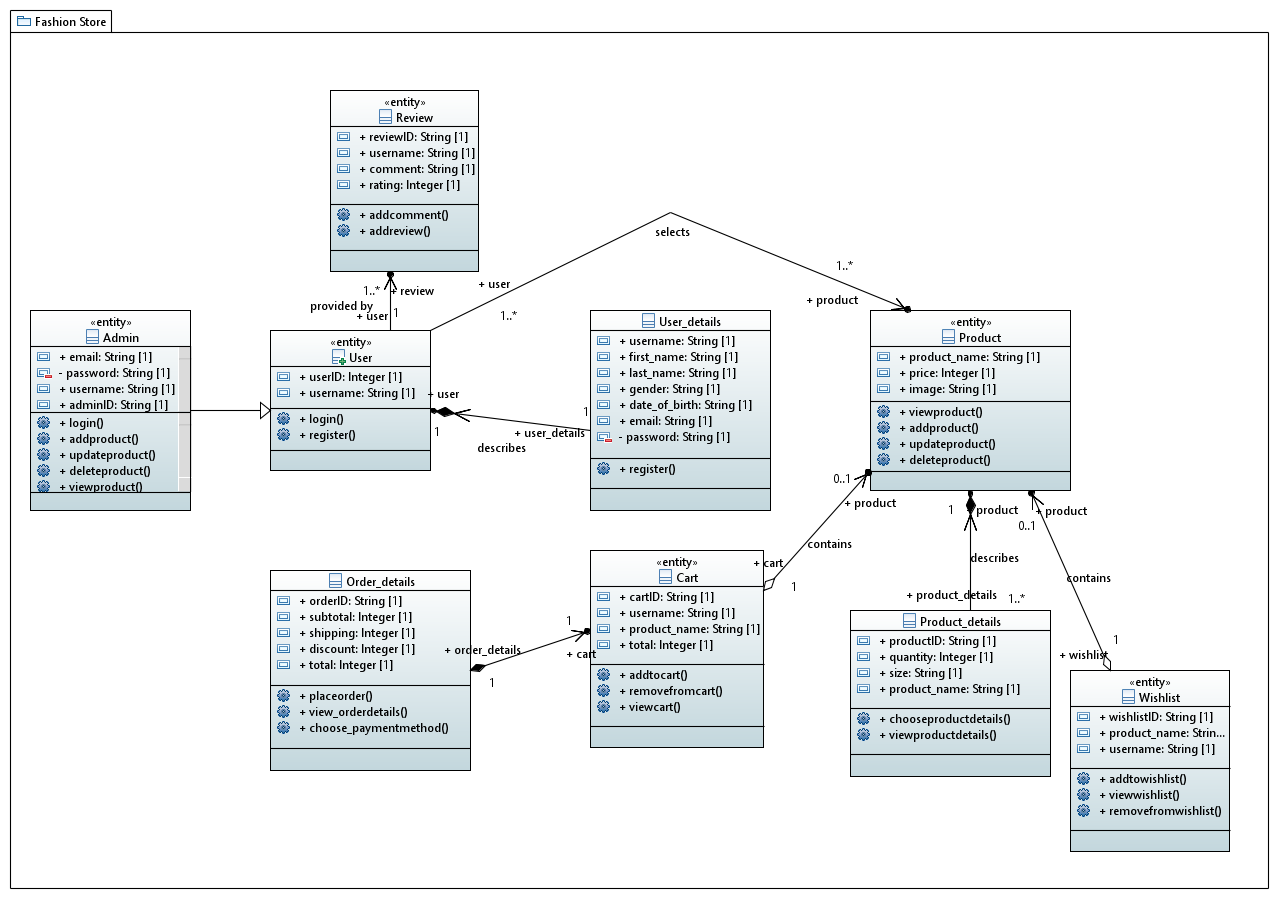 Fashion Store
«entity»
Review
+ reviewID: String [1]
+ username: String [1]
+ comment: String [1]
+ rating: Integer [1]
+ addcomment()
+ addreview()
selects
1..*
+ product
+ user
1..*
1..*
+ review
provided by
+ user
1
«entity»
Admin
+ email: String [1]
- password: String [1]
+ username: String [1]
+ adminID: String [1]
+ login()
+ addproduct()
+ updateproduct()
+ deleteproduct()
+ viewproduct()
«entity»
User
+ userID: Integer [1]
+ username: String [1]
+ login()
+ register()
+ user
1
1
+ user_details
describes
User_details
+ username: String [1]
+ first_name: String [1]
+ last_name: String [1]
+ gender: String [1]
+ date_of_birth: String [1]
+ email: String [1]
- password: String [1]
+ register()
«entity»
Product
+ product_name: String [1]
+ price: Integer [1]
+ image: String [1]
+ viewproduct()
+ addproduct()
+ updateproduct()
+ deleteproduct()
0..1
+ product
contains
+ cart
1
1
+ product
describes
+ product_details
1..*
+ product
0..1
contains
1
+ wishlist
Order_details
+ orderID: String [1]
+ subtotal: Integer [1]
+ shipping: Integer [1]
+ discount: Integer [1]
+ total: Integer [1]
+ placeorder()
+ view_orderdetails()
+ choose_paymentmethod()
1
+ order_details
+ cart
1
«entity»
Cart
+ cartID: String [1]
+ username: String [1]
+ product_name: String [1]
+ total: Integer [1]
+ addtocart()
+ removefromcart()
+ viewcart()
Product_details
+ productID: String [1]
+ quantity: Integer [1]
+ size: String [1]
+ product_name: String [1]
+ chooseproductdetails()
+ viewproductdetails()
«entity»
Wishlist
+ wishlistID: String [1]
+ product_name: Strin...
+ username: String [1]
+ addtowishlist()
+ viewwishlist()
+ removefromwishlist()